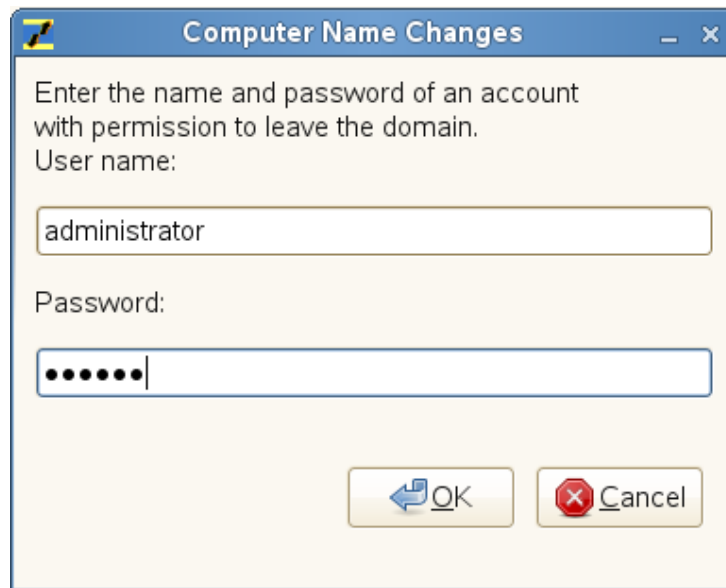 Computer Name Changes
Enter the name and password of an account
with permission to leave the domain.
User name:
administrator
Password:
••••••
OK Cancel